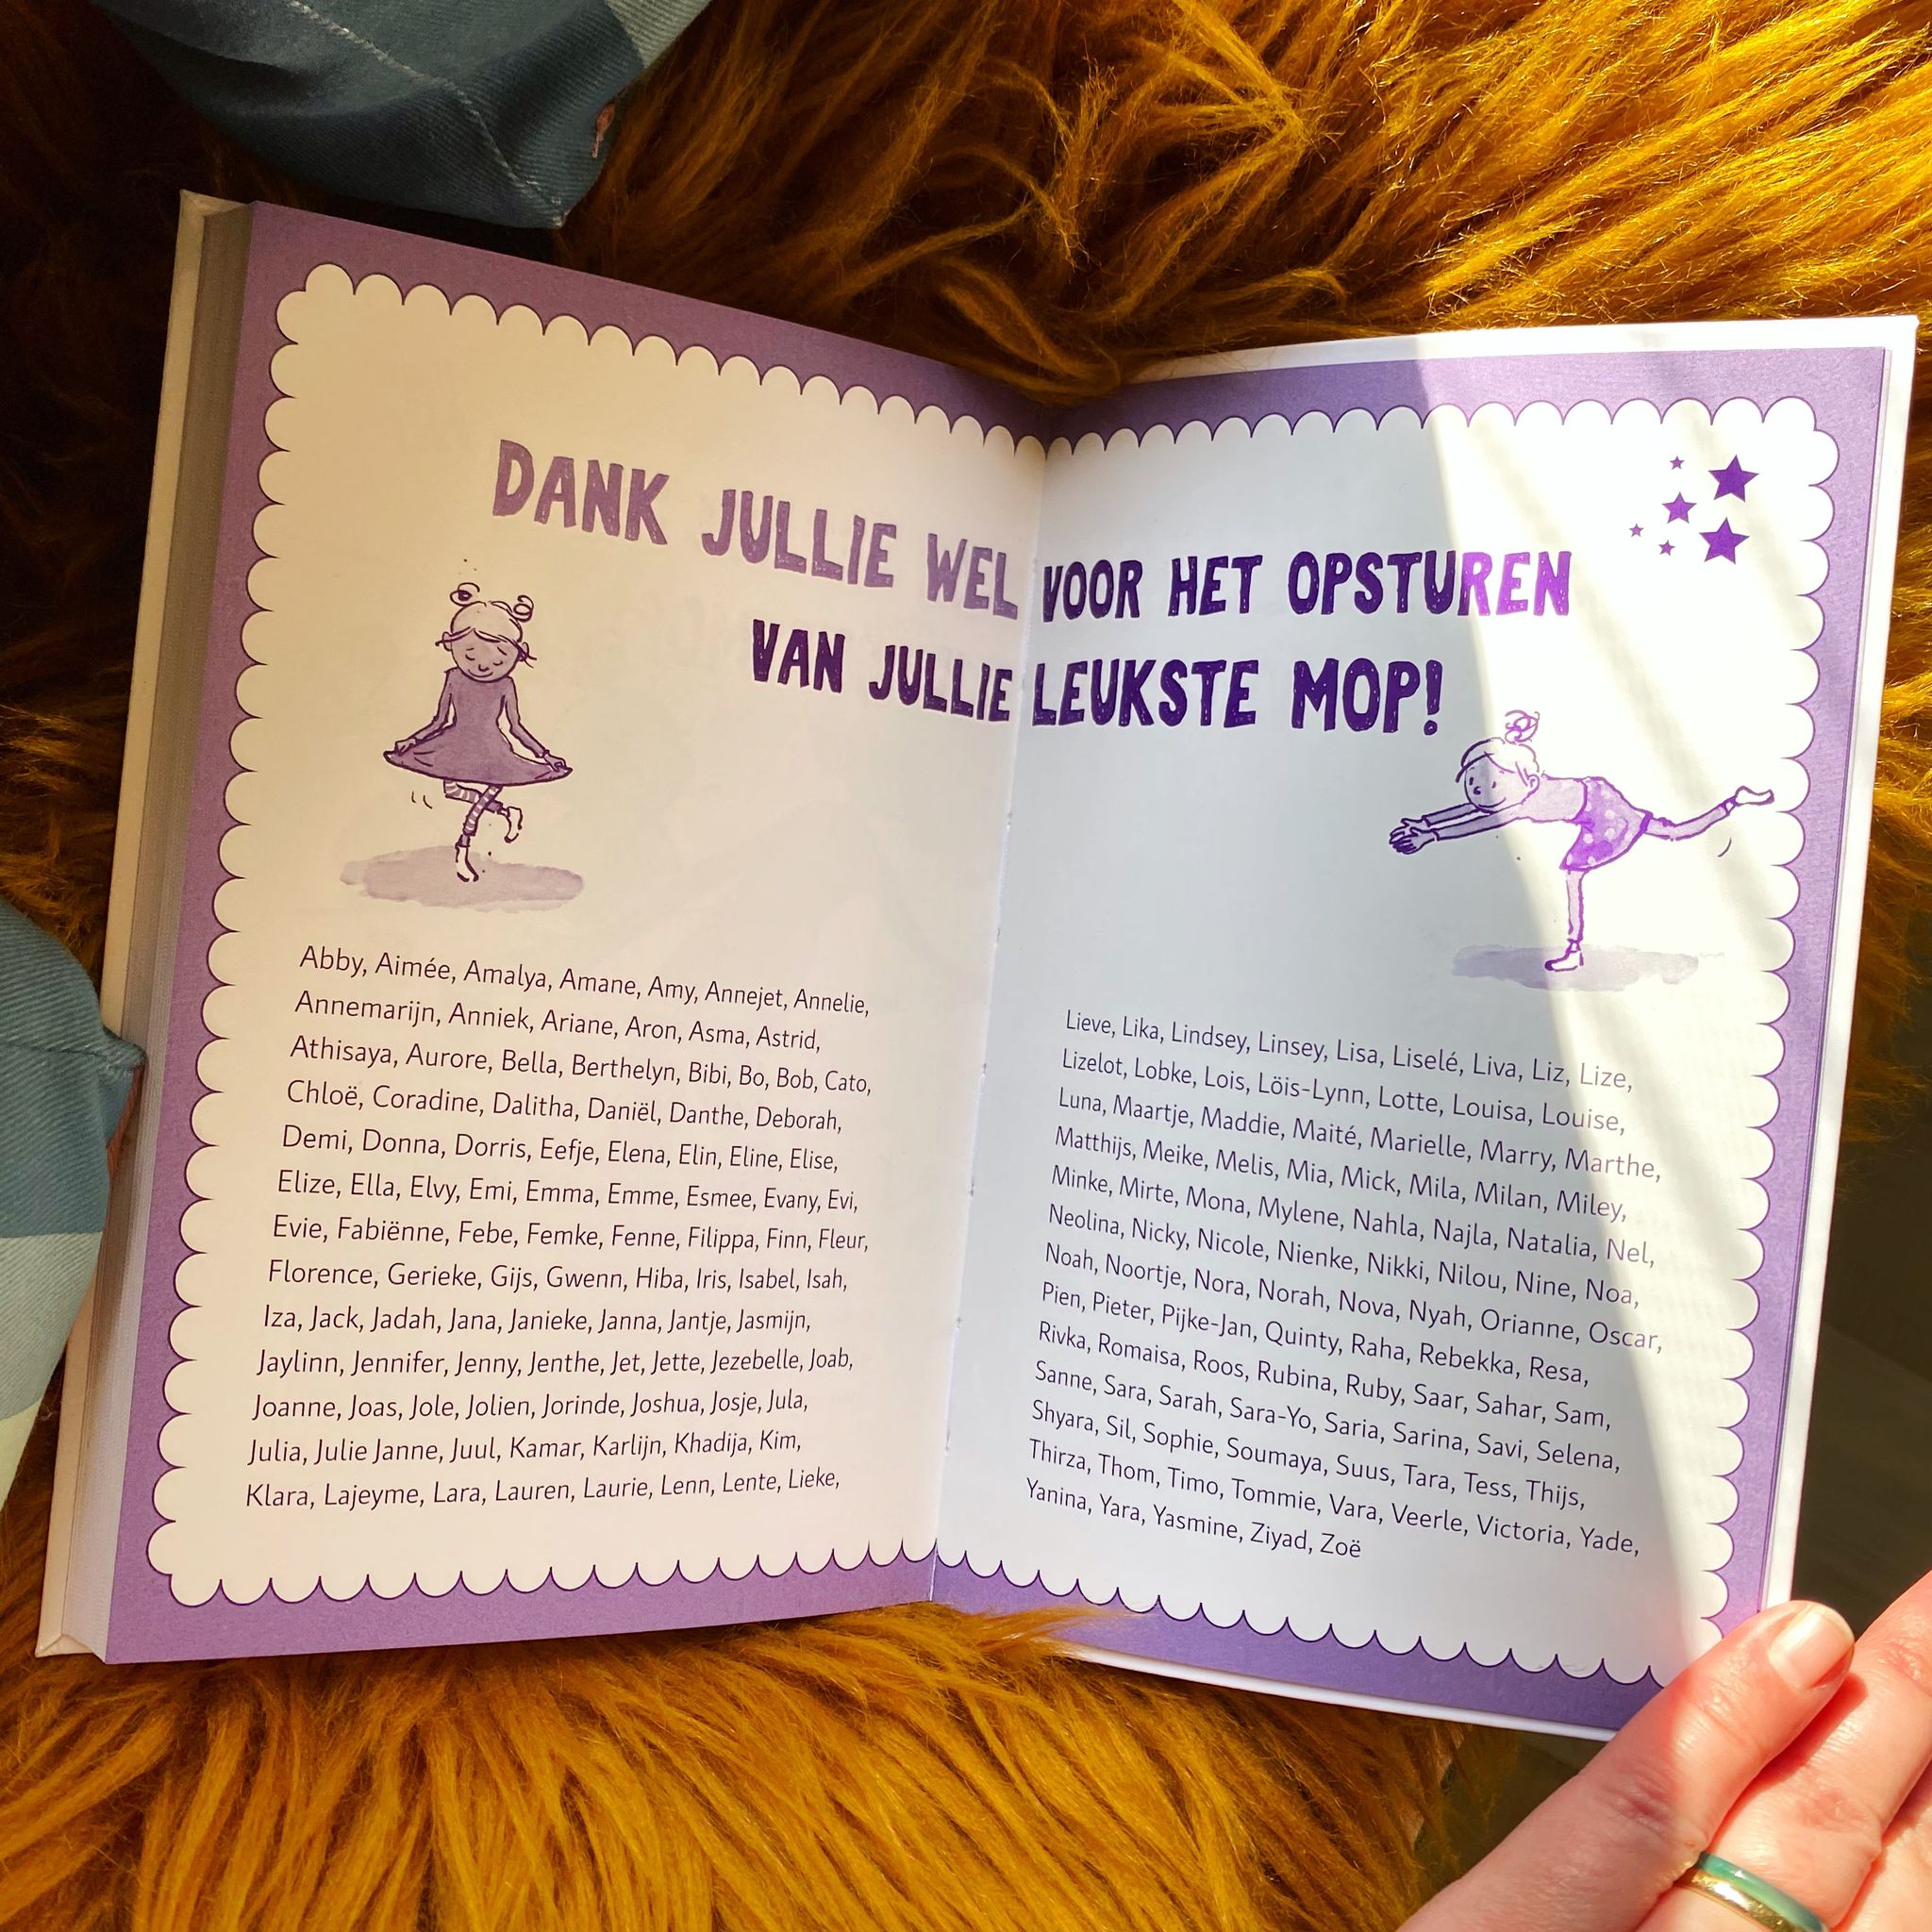 DANK JULLIE WEL VOOR HET OPSTUREN
VAN JULLIE LEUKSTE MOP!
Abby, Aimée, Amalya, Amane, Amy, Annejet, Annelie,
Annemarijn, Anniek, Ariane, Aron, Asma, Astrid,
Athisaya, Aurore, Bella, Berthelyn, Bibi, Bo, Bob, Cato,
Chloë, Coradine, Dalitha, Daniël, Danthe, Deborah,
Demi, Donna, Dorris, Eefje, Elena, Elin, Eline, Elise,
Elize, Ella, Elvy, Emi, Emma, Emme, Esmee, Evany, Evi,
Evie, Fabiënne, Febe, Femke, Fenne, Filippa, Finn, Fleur,
Florence, Gerieke, Gijs, Gwenn, Hiba, Iris, Isabel, Isah,
Iza, Jack, Jadah, Jana, Janieke, Janna, Jantje, Jasmijn,
Jaylinn, Jennifer, Jenny, Jenthe, Jet, Jette, Jezebelle, Joab,
Joanne, Joas, Jole, Jolien, Jorinde, Joshua, Josje, Jula,
Julia, Julie Janne, Juul, Kamar, Karlijn, Khadija, Kim,
Klara, Lajeyme, Lara, Lauren, Laurie, Lenn, Lente, Lieke,
Lieve, Lika, Lindsey, Linsey, Lisa, Liselé, Liva, Liz, Lize,
Lizelot, Lobke, Lois, Löis-Lynn, Lotte, Louisa, Louise,
Luna, Maartje, Maddie, Maité, Marielle, Marry, Marthe,
Matthijs, Meike, Melis, Mia, Mick, Mila, Milan, Miley,
Minke, Mirte, Mona, Mylene, Nahla, Najla, Natalia, Nel,
Neolina, Nicky, Nicole, Nienke, Nikki, Nilou, Nine, Noa,
Noah, Noortje, Nora, Norah, Nova, Nyah, Orianne, Oscar,
Pien, Pieter, Pijke-Jan, Quinty, Raha, Rebekka, Resa,
Rivka, Romaisa, Roos, Rubina, Ruby, Saar, Sahar, Sam,
Sanne, Sara, Sarah, Sara-Yo, Saria, Sarina, Savi, Selena,
Shyara, Sil, Sophie, Soumaya, Suus, Tara, Tess, Thijs,
Thirza, Thom, Timo, Tommie, Vara, Veerle, Victoria, Yade,
Yanina, Yara, Yasmine, Ziyad, Zoë